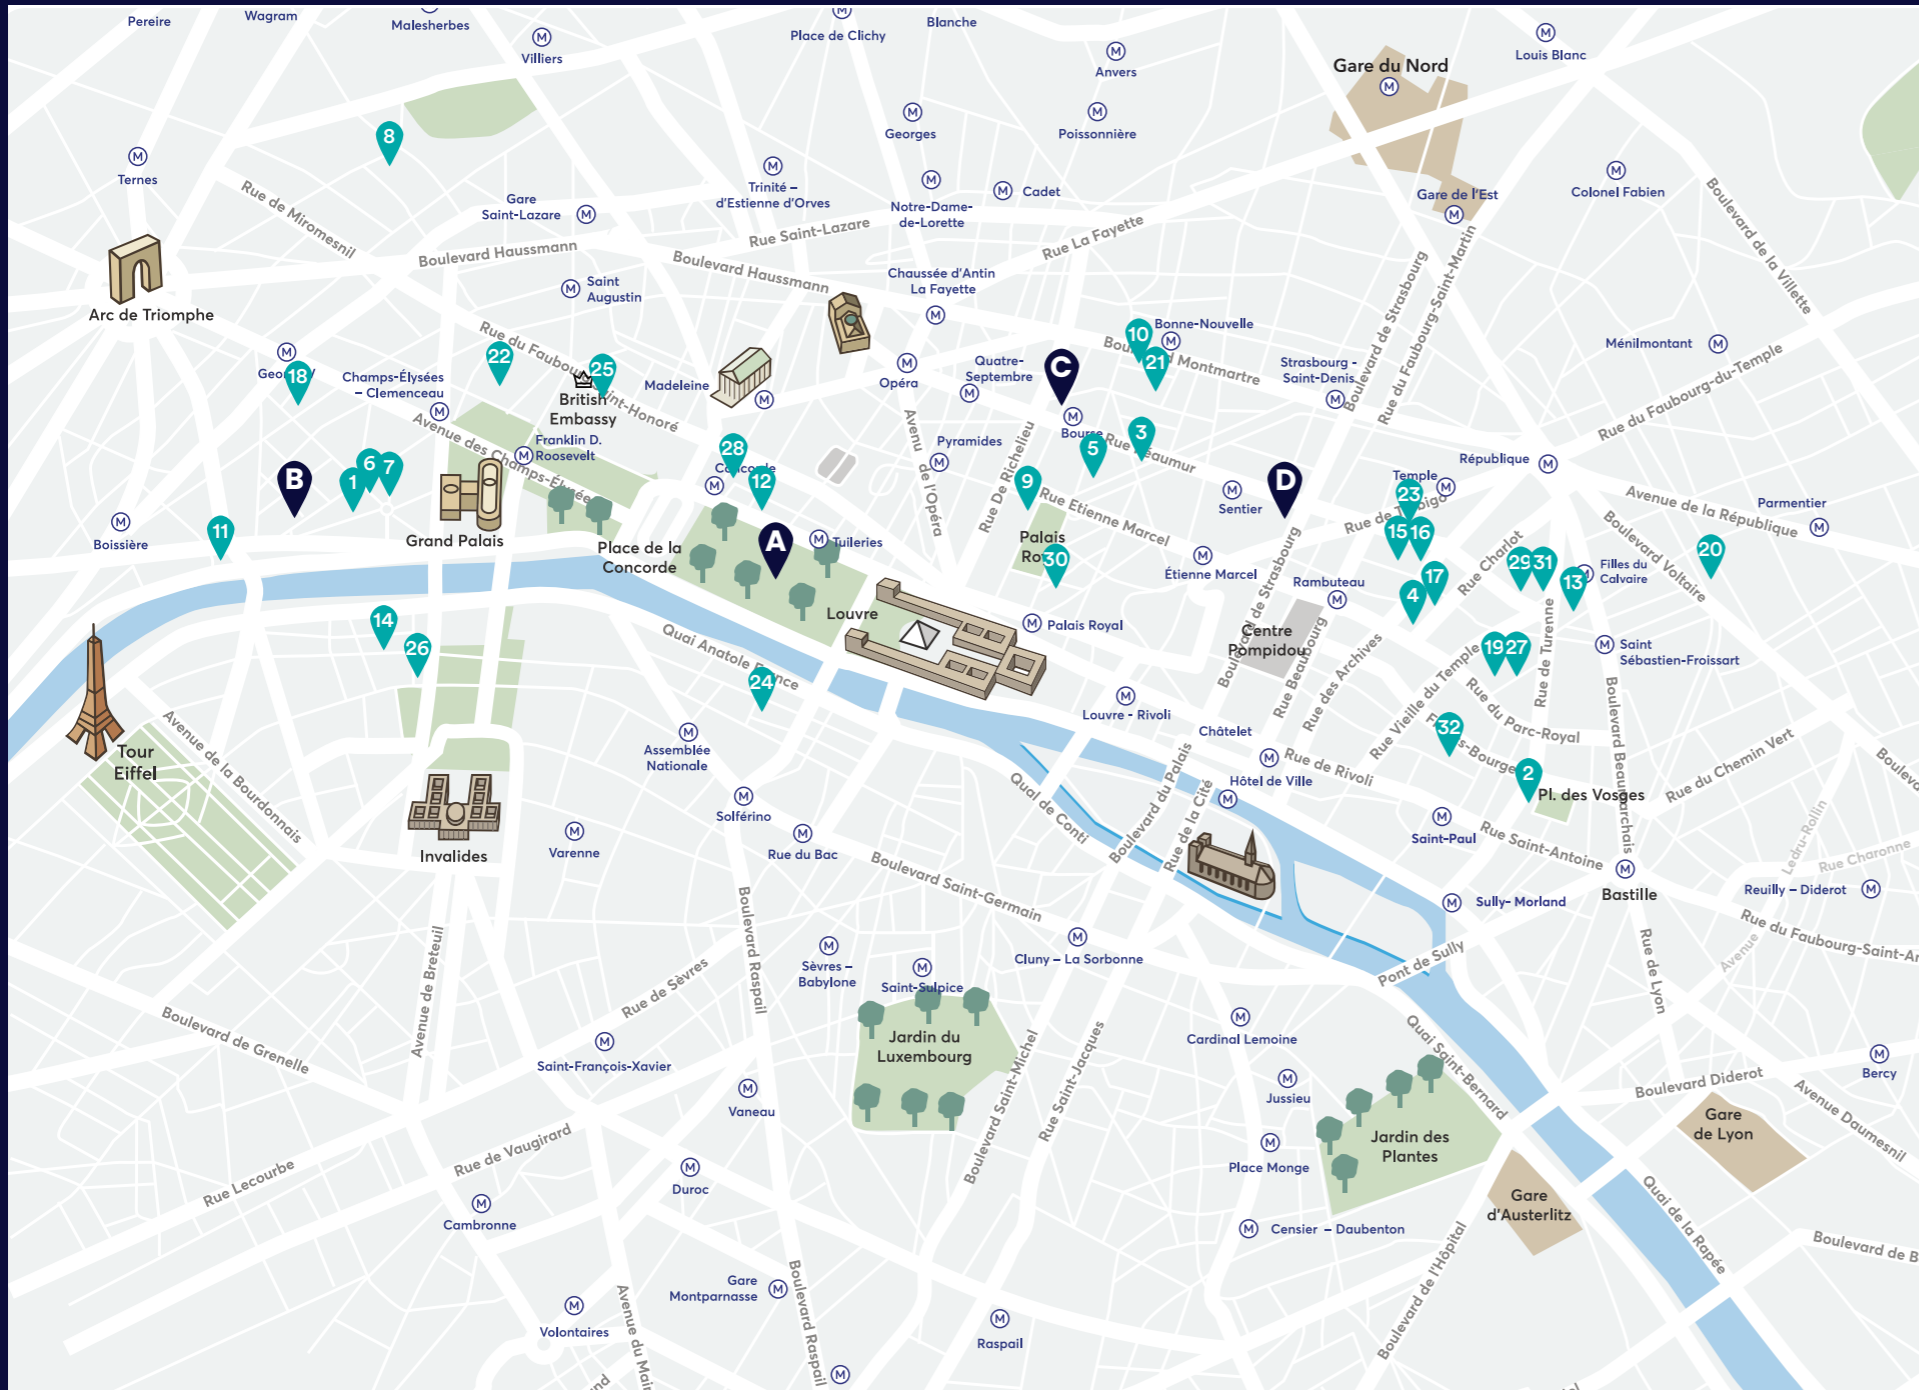 Pereire
Wagram
Malesherbes
Villiers
Place de Clichy
Blanche
Anvers
Louis Blanc
Gare du Nord
8
Ternes
Georges
Poissonnière
Rue de Miromesnil
Gare
Saint-Lazare
Trinité –
d'Estienne d'Orves
Notre-Dame-
de-Lorette
Cadet
Gare de l'Est
Colonel Fabien
Boulevard Haussmann
Rue Saint-Lazare
Rue La Fayette
Boulevard de Strasbourg
Rue du Faubourg-Saint-Martin
Boulevard de la Villette
Boulevard Haussmann
Saint
Augustin
Chaussée d'Antin
La Fayette
Arc de Triomphe
18
Champs-Élysées
– Clemenceau
22
25
British
Embassy
Madeleine
Opéra
Quatre-
Septembre
C
10
Bonne-Nouvelle
21
Montmartre
Strasbourg -
Saint-Denis
Ménilmontant
Rue du Faubourg-du-Temple
Avenue des Champs-Élysées
Franklin D.
Roosevelt
28
12
Avenu de l'Opéra
Pyramides
Rue De Richelieu
Bourse
5
3
Rue Réaumur
République
Temple
23
B
1
6
7
9
Rue Etienne Marcel
Sentier
D
Avenue de la République
Parmentier
11
Boissière
Grand Palais
Place de la
Concorde
A
Tuileries
Palais
30
Étienne Marcel
Rambuteau
15
16
17
4
Rue Charlot
29
31
13
Filles du
Calvaire
Boulevard Voltaire
20
14
26
Louvre
Palais Royal
Boulevard de Strasbourg
Centre
Pompidou
Rue Beaubourg
Rue des Archives
Rue Vieille du Temple
19
27
Rue de Turenne
Saint
Sébastien-Froissart
Quai Anatole France
24
Louvre - Rivoli
Châtelet
Rue du Parc-Royal
32
2
Pl. des Vosges
Boulevard Beaumarchais
Rue du Chemin Vert
Tour
Eiffel
Avenue de la Bourdonnais
Assemblée
Nationale
Rue de Rivoli
Hôtel de Ville
Solférino
Quai de Conti
Boulevard du Palais
Rue de la Cité
Saint-Paul
Rue Saint-Antoine
Ledru-Rollin
Rue Charonne
Invalides
Varenne
Rue du Bac
Boulevard Saint-Germain
Bastille
Reuilly – Diderot
Sully- Morland
Boulevard Raspail
Avenue de Breteuil
Rue de Sèvres
Sèvres –
Babylone
Saint-Sulpice
Cluny – La Sorbonne
Pont de Sully
Rue de Lyon
Avenue
Rue du Faubourg-Saint-An
Boulevard de Grenelle
Saint-François-Xavier
Jardin du
Luxembourg
Boulevard Saint-Michel
Rue Saint-Jacques
Cardinal Lemoine
Quai Saint-Bernard
Bercy
Vaneau
Jussieu
Boulevard Diderot
Avenue Daumesnil
Rue Lecourbe
Rue de Vaugirard
Place Monge
Jardin des
Plantes
Gare
de Lyon
Duroc
Cambronne
Censier – Daubenton
Gare
d'Austerlitz
Quai de la Rapée
Boulevard de l'Hôpital
Boulevard de B
Gare
Montparnasse
Boulevard Raspail
Volontaires
Avenue du Mai
Raspail